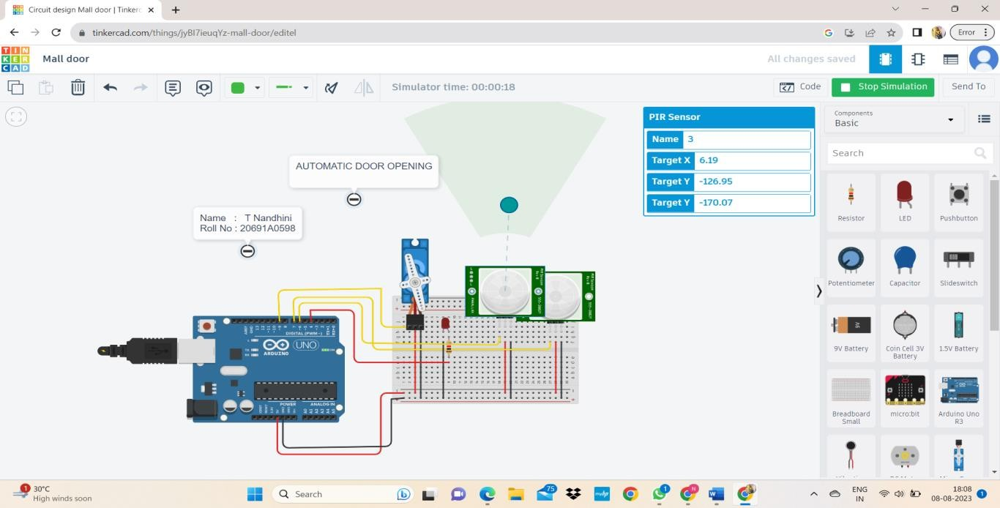 Circuit design Mall door | Tinkerc
tinkercad.com/things/jyBI7ieuqYz-mall-door/editel
Error
TIN
KER
CAD
Mall door
All changes saved
Simulator time: 00:00:18
Code
Stop Simulation
Send To
PIR Sensor
Name 3
Target X 6.19
Target Y -126.95
Target Y -170.07
Components
Basic
Search
AUTOMATIC DOOR OPENING
Name : T Nandhini
Roll No : 20691A0598
DIGITAL (PWM ~)
UNO
ARDUINO
POWER
ANALOG IN
Resistor
LED
Pushbutton
Potentiometer
Capacitor
Slideswitch
9V Battery
Coin Cell 3V
Battery
1.5V Battery
Breadboard
Small
micro:bit
Arduino Uno
R3
1
30°C
High winds soon
Search
75
1
ENG
IN
18:08
08-08-2023
1